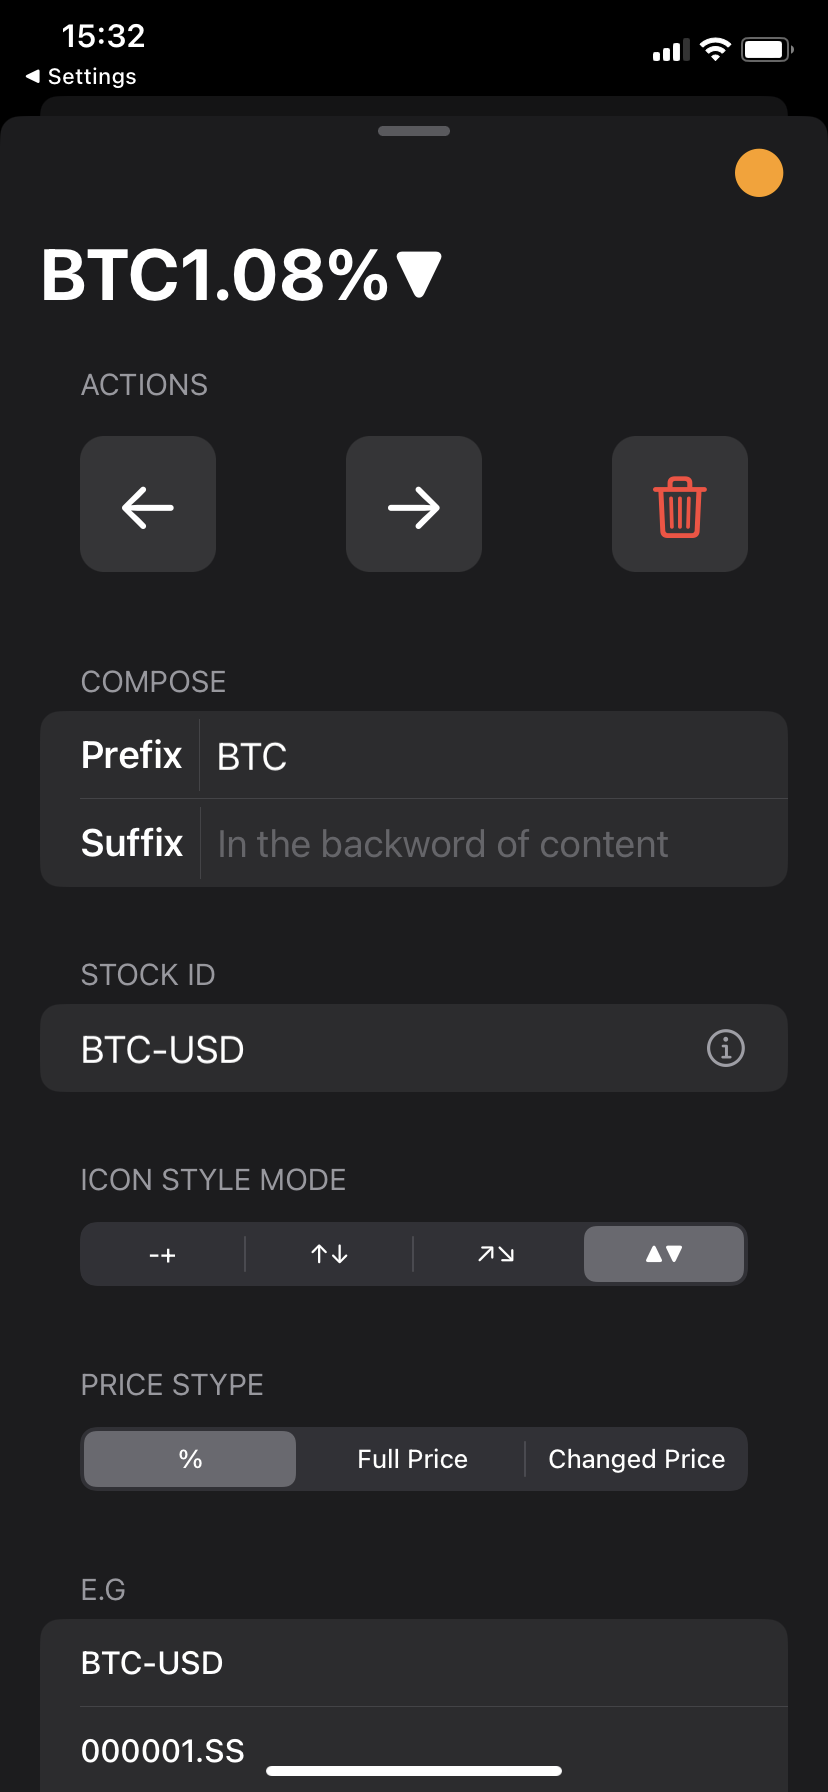 15:32
◀ Settings
BTC1.08%▼
ACTIONS
COMPOSE
Prefix BTC
Suffix In the backword of content
STOCK ID
BTC-USD
ICON STYLE MODE
-+ ↑↓ ↗↘ ▲▼
PRICE STYPE
% Full Price Changed Price
E.G
BTC-USD
000001.SS